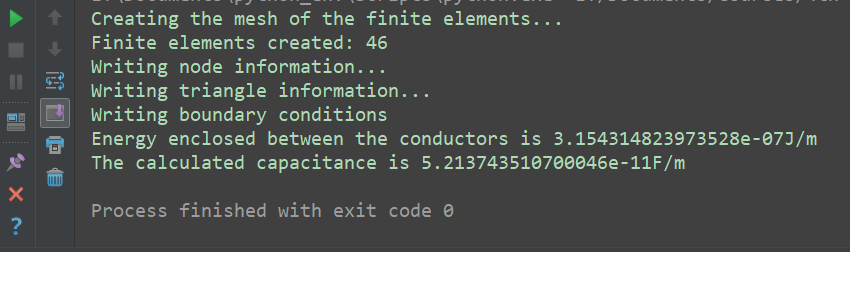 Creating the mesh of the finite elements...
Finite elements created: 46
Writing node information...
Writing triangle information...
Writing boundary conditions
Energy enclosed between the conductors is 3.154314823973528e-07J/m
The calculated capacitance is 5.213743510700046e-11F/m
Process finished with exit code 0